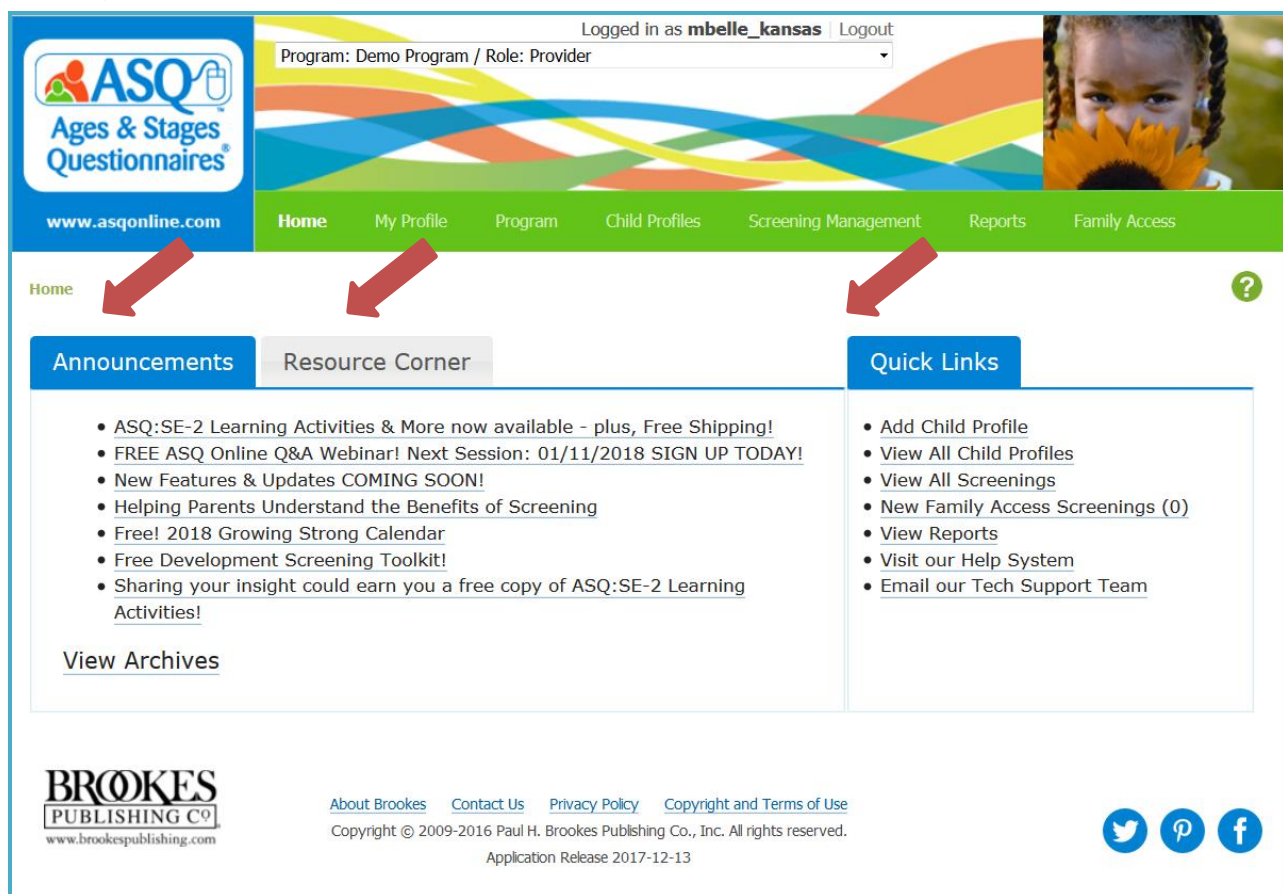 Logged in as mbelle_kansas Logout
Program: Demo Program / Role: Provider
ASQ
TM
Ages & Stages
Questionnaires®
www.asqonline.com
Home My Profile Program Child Profiles Screening Management Reports Family Access
Home
?
Announcements Resource Corner
• ASQ:SE-2 Learning Activities & More now available - plus, Free Shipping!
• FREE ASQ Online Q&A Webinar! Next Session: 01/11/2018 SIGN UP TODAY!
• New Features & Updates COMING SOON!
• Helping Parents Understand the Benefits of Screening
• Free! 2018 Growing Strong Calendar
• Free Development Screening Toolkit!
• Sharing your insight could earn you a free copy of ASQ:SE-2 Learning
Activities!
View Archives
Quick Links
• Add Child Profile
• View All Child Profiles
• View All Screenings
• New Family Access Screenings (0)
• View Reports
• Visit our Help System
• Email our Tech Support Team
BROOKES
PUBLISHING CO
www.brookespublishing.com
About Brookes Contact Us Privacy Policy Copyright and Terms of Use
Copyright © 2009-2016 Paul H. Brookes Publishing Co., Inc. All rights reserved.
Application Release 2017-12-13